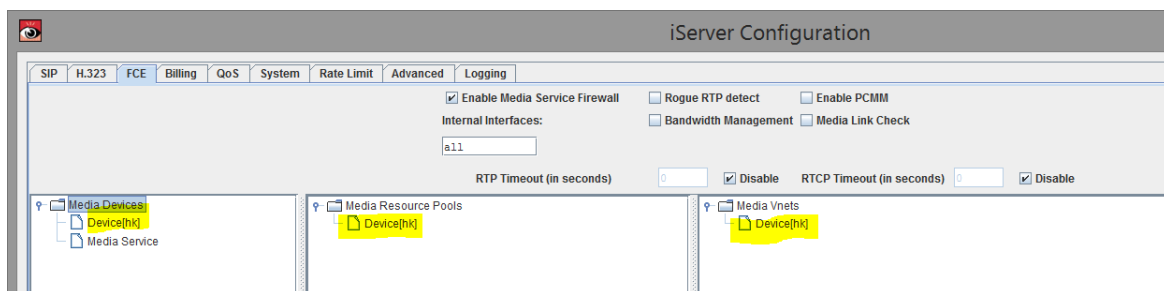 iServer Configuration
SIP H.323 FCE Billing QoS System Rate Limit Advanced Logging
Enable Media Service Firewall Rogue RTP detect Enable PCMM
Internal Interfaces: Bandwidth Management Media Link Check
all
RTP Timeout (in seconds) 0 Disable RTCP Timeout (in seconds) 0 Disable
Media Devices Media Resource Pools Media Vnets
Device[hk] Device[hk] Device[hk]
Media Service